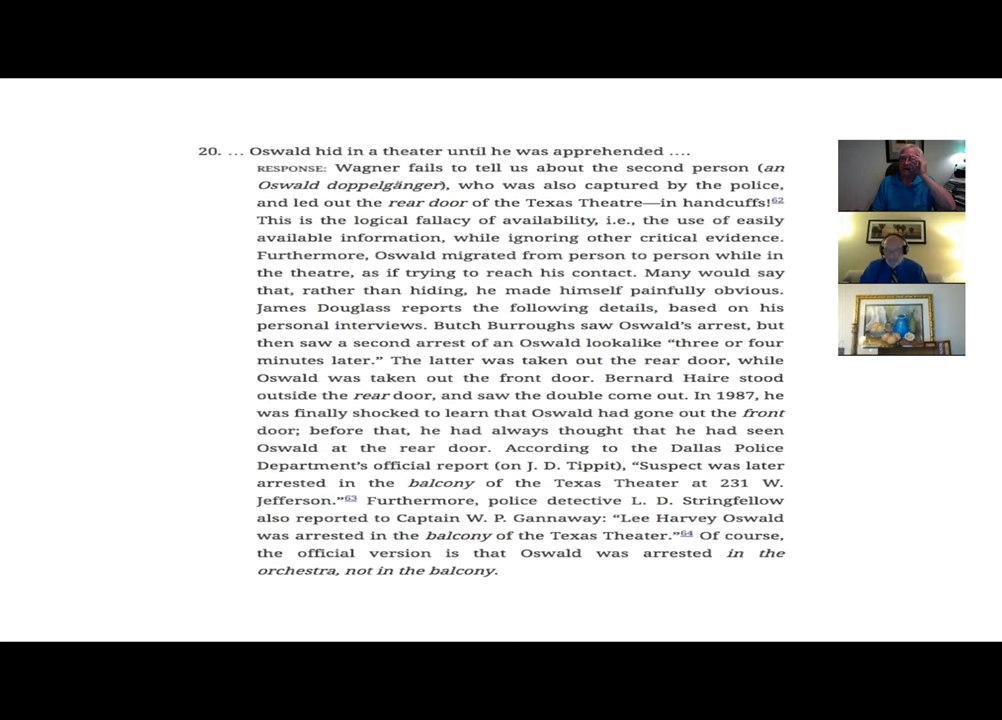 20. … Oswald hid in a theater until he was apprehended ….
RESPONSE: Wagner fails to tell us about the second person (an
Oswald doppelgänger), who was also captured by the police,
and led out the rear door of the Texas Theatre—in handcuffs!62
This is the logical fallacy of availability, i.e., the use of easily
available information, while ignoring other critical evidence.
Furthermore, Oswald migrated from person to person while in
the theatre, as if trying to reach his contact. Many would say
that, rather than hiding, he made himself painfully obvious.
James Douglass reports the following details, based on his
personal interviews. Butch Burroughs saw Oswald’s arrest, but
then saw a second arrest of an Oswald lookalike “three or four
minutes later.” The latter was taken out the rear door, while
Oswald was taken out the front door. Bernard Haire stood
outside the rear door, and saw the double come out. In 1987, he
was finally shocked to learn that Oswald had gone out the front
door; before that, he had always thought that he had seen
Oswald at the rear door. According to the Dallas Police
Department’s official report (on J. D. Tippit), “Suspect was later
arrested in the balcony of the Texas Theater at 231 W.
Jefferson.”63 Furthermore, police detective L. D. Stringfellow
also reported to Captain W. P. Gannaway: “Lee Harvey Oswald
was arrested in the balcony of the Texas Theater.”64 Of course,
the official version is that Oswald was arrested in the
orchestra, not in the balcony.